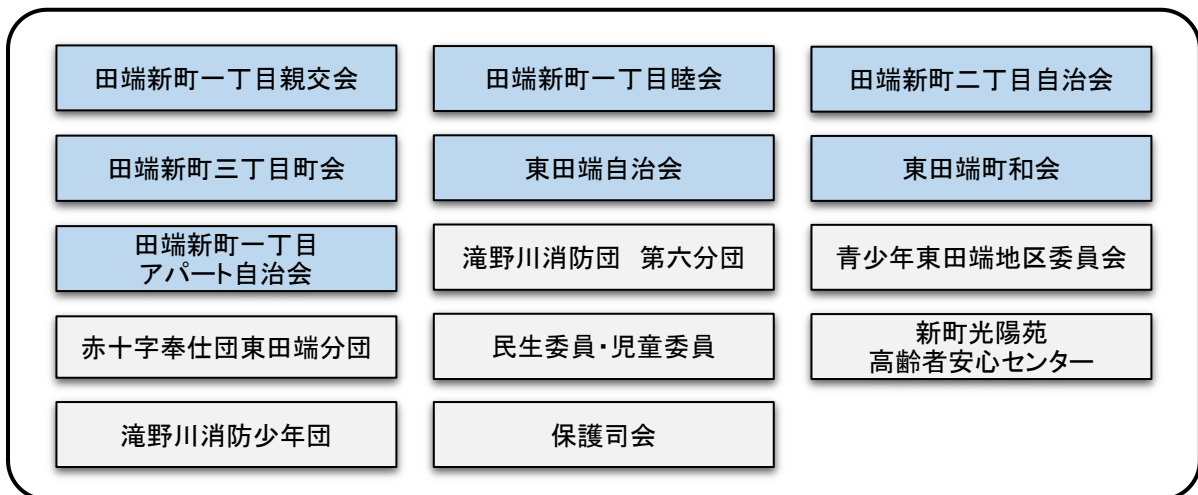 田端新町一丁目親交会
田端新町一丁目睦会
田端新町二丁目自治会
田端新町三丁目町会
東田端自治会
東田端町和会
田端新町一丁目
アパート自治会
滝野川消防団　第六分団
青少年東田端地区委員会
赤十字奉仕団東田端分団
民生委員・児童委員
新町光陽苑
高齢者安心センター
滝野川消防少年団
保護司会